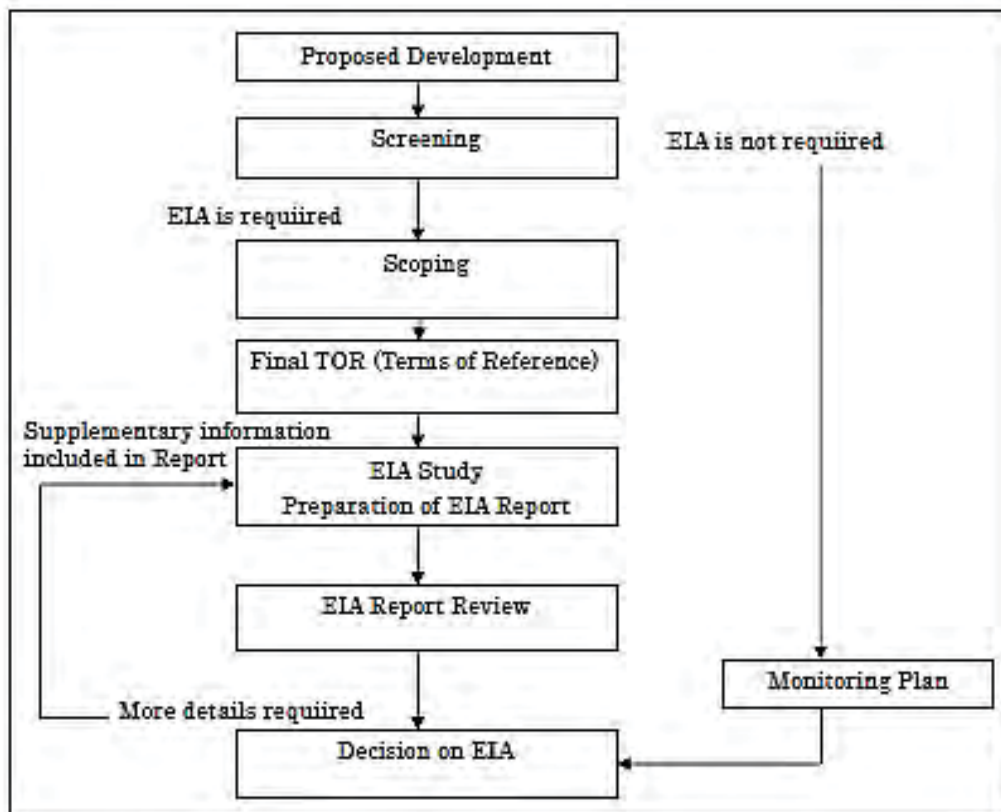 Proposed Development
Screening
EIA is not requiired
EIA is requiired
Scoping
Final TOR (Terms of Reference)
Supplementary information
included in Report
EIA Study
Preparation of EIA Report
EIA Report Review
Monitoring Plan
More details requiired
Decision on EIA